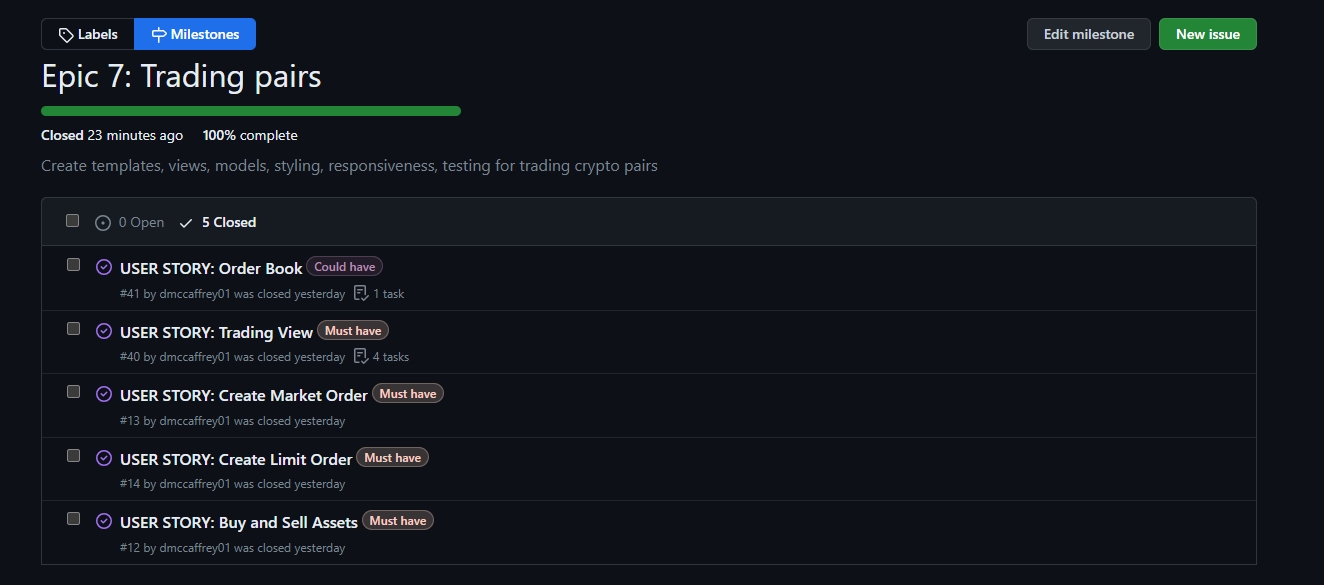 Labels Milestones Edit milestone New issue
Epic 7: Trading pairs
Closed 23 minutes ago 100% complete
Create templates, views, models, styling, responsiveness, testing for trading crypto pairs
0 Open 5 Closed
USER STORY: Order Book Could have
#41 by dmccaffrey01 was closed yesterday 1 task
USER STORY: Trading View Must have
#40 by dmccaffrey01 was closed yesterday 4 tasks
USER STORY: Create Market Order Must have
#13 by dmccaffrey01 was closed yesterday
USER STORY: Create Limit Order Must have
#14 by dmccaffrey01 was closed yesterday
USER STORY: Buy and Sell Assets Must have
#12 by dmccaffrey01 was closed yesterday